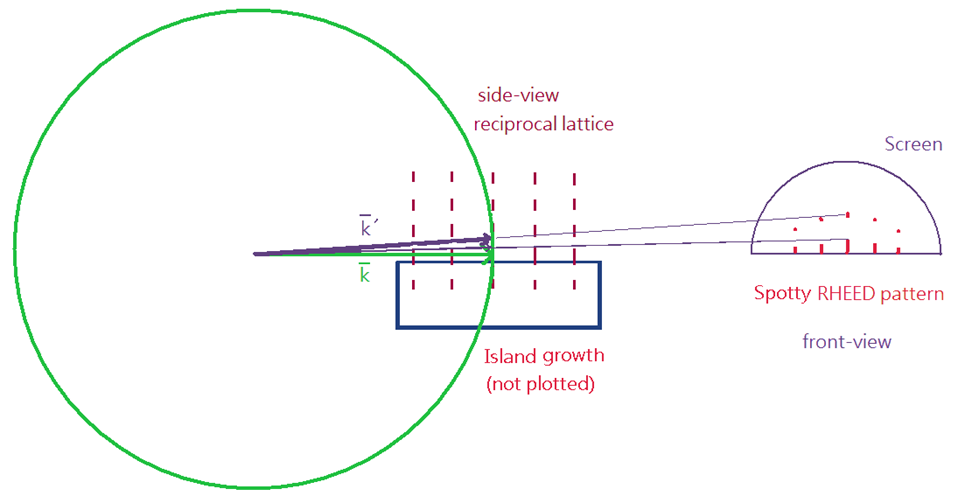 side-view
reciprocal lattice
Screen
k̅′
k̅
Spotty RHEED pattern
front-view
Island growth
(not plotted)